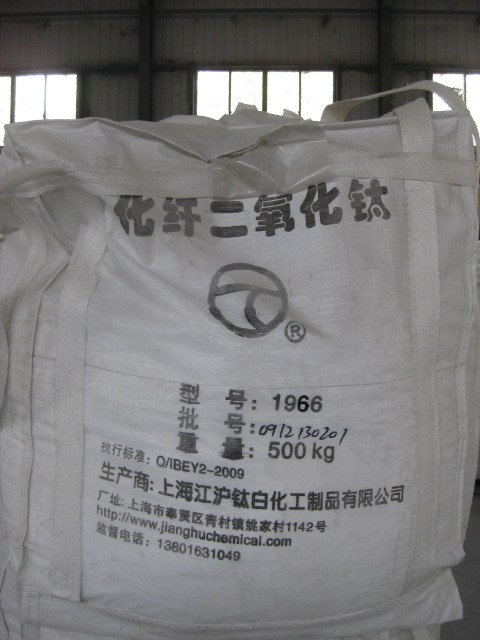 化纤二氧化钛
®
型 号: 1966
批 号: 0912130201
重 量: 500kg
执行标准: Q/IBEY2-2009
生产商: 上海江沪钛白化工制品有限公司
厂址: 上海市奉贤区青村镇姚家村1142号
http://www.jianghuchemical.com
监督电话: 13801631049